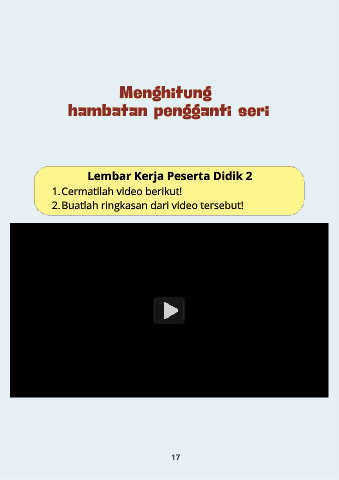 Menghitung
hambatan pengganti seri
Lembar Kerja Peserta Didik 2
1. Cermatilah video berikut!
2. Buatlah ringkasan dari video tersebut!
17